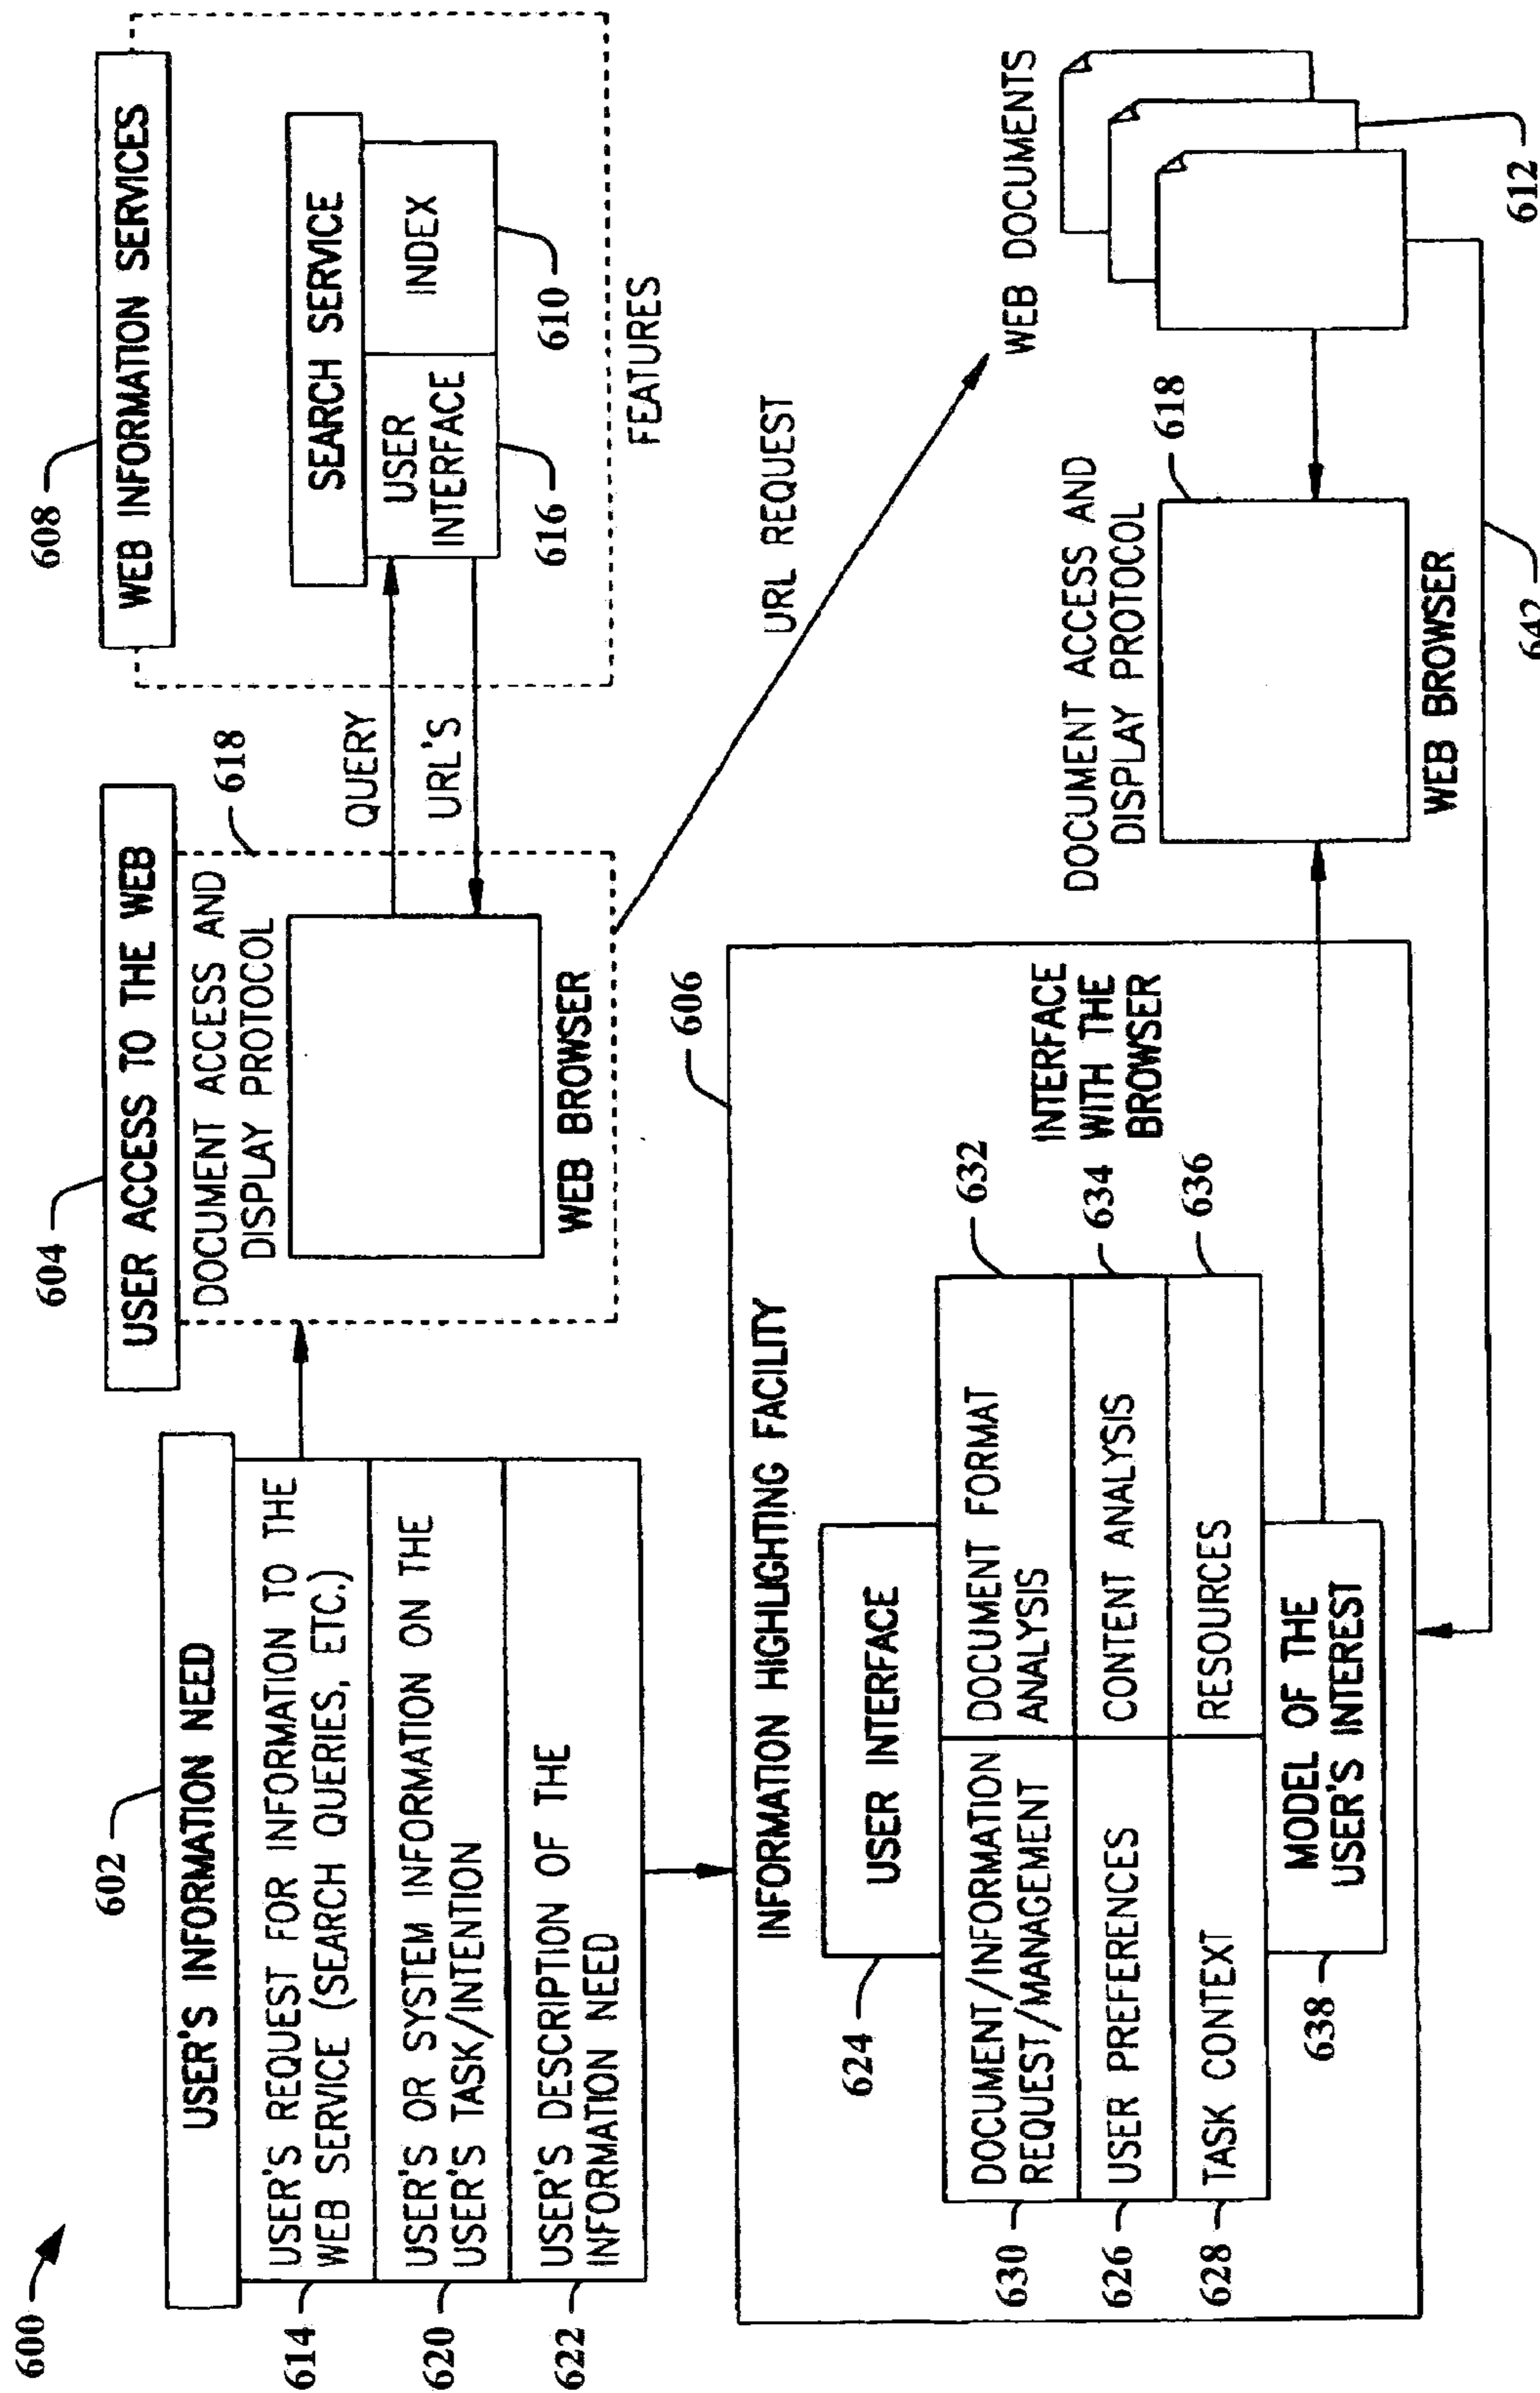 600
602
USER'S INFORMATION NEED
614
USER'S REQUEST FOR INFORMATION TO THE
WEB SERVICE (SEARCH QUERIES, ETC.)
620
USER'S OR SYSTEM INFORMATION ON THE
USER'S TASK/INTENTION
622
USER'S DESCRIPTION OF THE
INFORMATION NEED
604
USER ACCESS TO THE WEB
618
DOCUMENT ACCESS AND
DISPLAY PROTOCOL
WEB BROWSER
QUERY
URL'S
608
WEB INFORMATION SERVICES
SEARCH SERVICE
USER
INTERFACE
INDEX
616
610
FEATURES
URL REQUEST
606
INFORMATION HIGHLIGHTING FACILITY
624
USER INTERFACE
630
DOCUMENT/INFORMATION
REQUEST/MANAGEMENT
DOCUMENT FORMAT
ANALYSIS
632
626
USER PREFERENCES
CONTENT ANALYSIS
634
628
TASK CONTEXT
RESOURCES
636
638
MODEL OF THE
USER'S INTEREST
INTERFACE
WITH THE
BROWSER
DOCUMENT ACCESS AND
DISPLAY PROTOCOL
618
WEB BROWSER
WEB DOCUMENTS
612
642